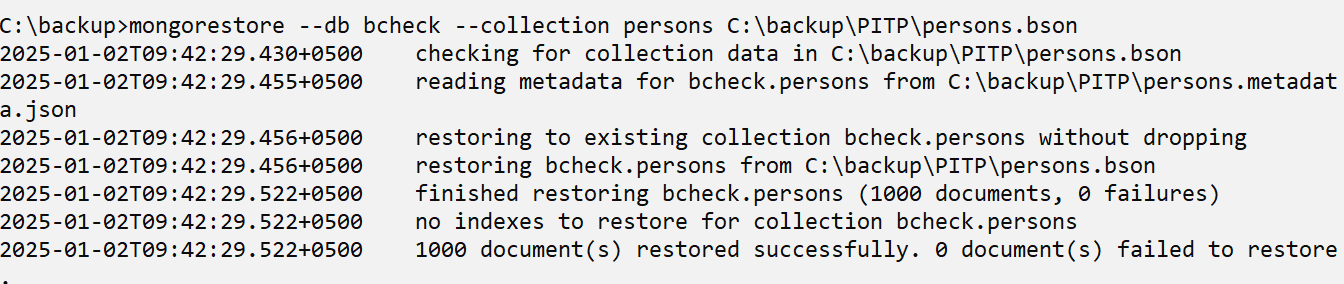 C:\backup>mongorestore --db bcheck --collection persons C:\backup\PITP\persons.bson
2025-01-02T09:42:29.430+0500    checking for collection data in C:\backup\PITP\persons.bson
2025-01-02T09:42:29.455+0500    reading metadata for bcheck.persons from C:\backup\PITP\persons.metadat
a.json
2025-01-02T09:42:29.456+0500    restoring to existing collection bcheck.persons without dropping
2025-01-02T09:42:29.456+0500    restoring bcheck.persons from C:\backup\PITP\persons.bson
2025-01-02T09:42:29.522+0500    finished restoring bcheck.persons (1000 documents, 0 failures)
2025-01-02T09:42:29.522+0500    no indexes to restore for collection bcheck.persons
2025-01-02T09:42:29.522+0500    1000 document(s) restored successfully. 0 document(s) failed to restore
.